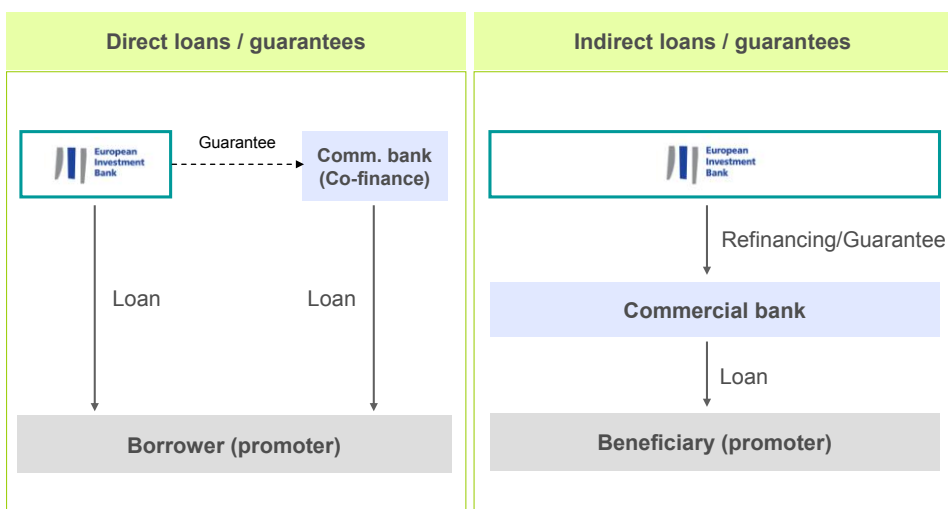 Direct loans / guarantees
Indirect loans / guarantees
European
Investment
Bank
Guarantee
Comm. bank
(Co-finance)
European
Investment
Bank
Refinancing/Guarantee
Loan
Loan
Commercial bank
Loan
Borrower (promoter)
Beneficiary (promoter)